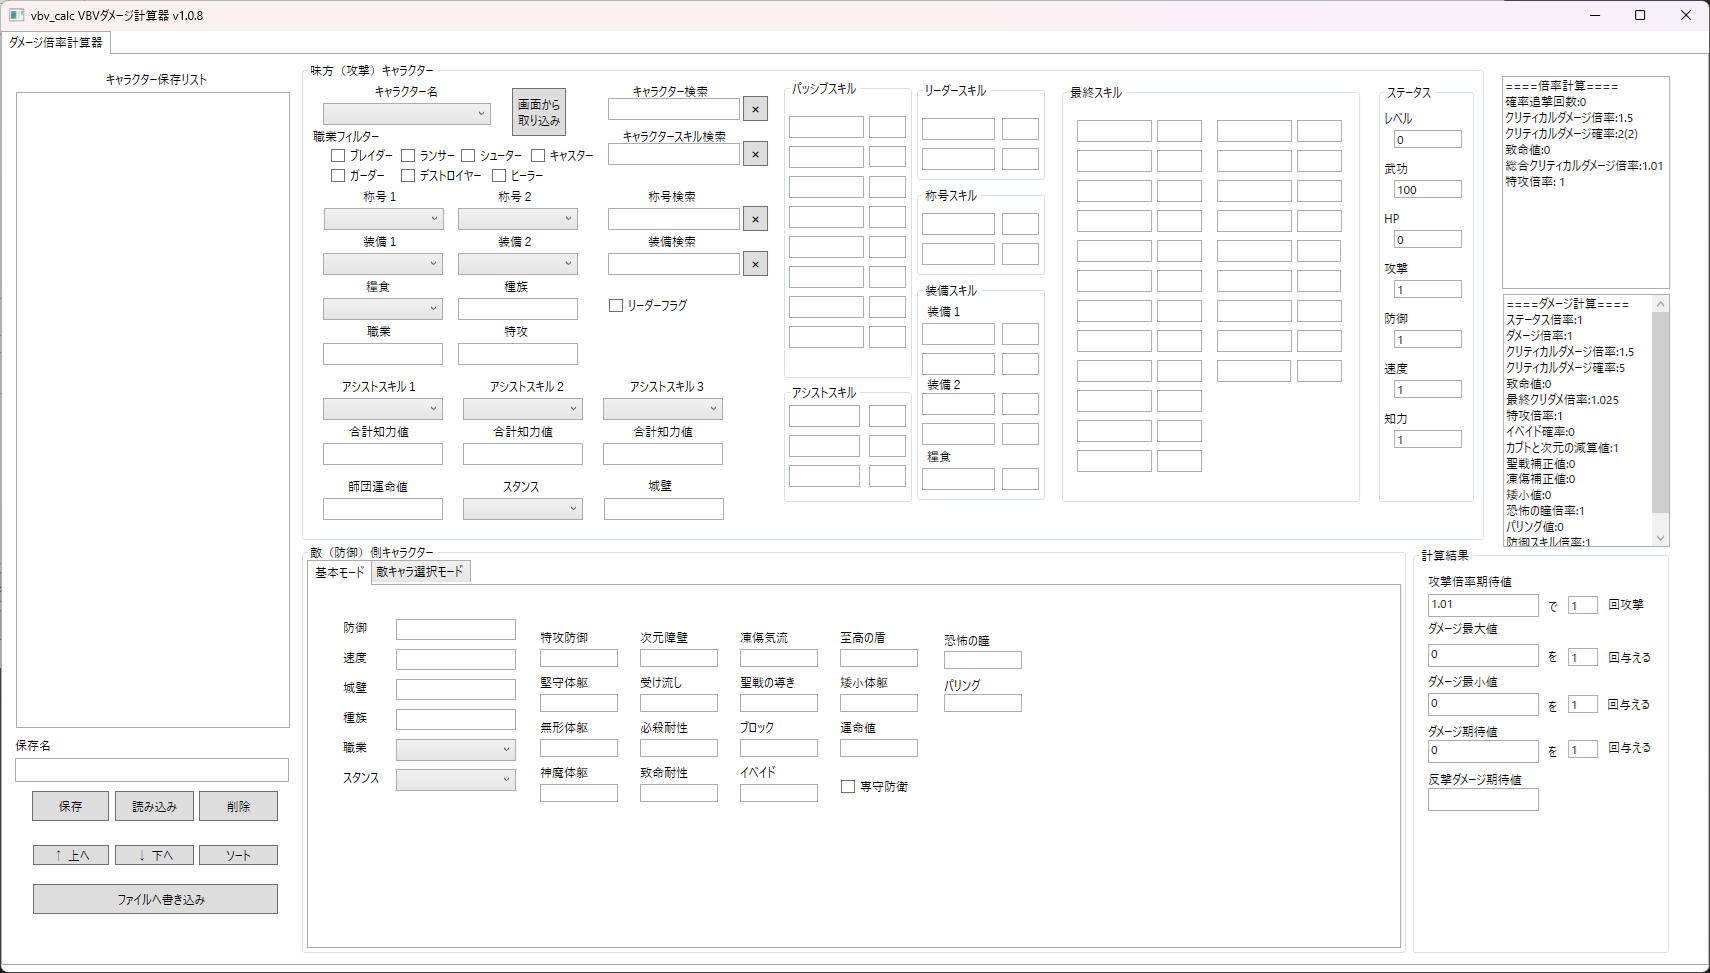 vbv_calc VBVダメージ計算器 v1.0.8
ダメージ倍率計算器
キャラクター保存リスト
保存名
保存
読み込み
削除
↑ 上へ
↓ 下へ
ソート
ファイルへ書き込み
味方（攻撃）キャラクター
キャラクター名
画面から
取り込み
キャラクター検索
×
職業フィルター
キャラクタースキル検索
×
ブレイダー
ランサー
シューター
キャスター
ガーダー
デストロイヤー
ヒーラー
称号１
称号２
称号検索
×
装備１
装備２
装備検索
×
糧食
種族
リーダーフラグ
職業
特攻
アシストスキル１
アシストスキル２
アシストスキル３
合計知力値
合計知力値
合計知力値
師団運命値
スタンス
城壁
パッシブスキル
アシストスキル
リーダースキル
称号スキル
装備スキル
装備１
装備２
糧食
最終スキル
ステータス
レベル
0
武功
100
HP
0
攻撃
1
防御
1
速度
1
知力
1
====倍率計算====
確率追撃回数:0
クリティカルダメージ倍率:1.5
クリティカルダメージ確率:2(2)
致命値:0
総合クリティカルダメージ倍率:1.01
特攻倍率: 1
====ダメージ計算====
ステータス倍率:1
ダメージ倍率:1
クリティカルダメージ倍率:1.5
クリティカルダメージ確率:5
致命値:0
最終クリダメ倍率:1.025
特攻倍率:1
イベイド確率:0
カブトと次元の減算値:1
聖戦補正値:0
凍傷補正値:0
矮小値:0
恐怖の瞳倍率:1
パリング値:0
防御スキル倍率:1
敵（防御）側キャラクター
基本モード
敵キャラ選択モード
防御
速度
城壁
種族
職業
スタンス
特攻防御
次元障壁
凍傷気流
至高の盾
恐怖の瞳
堅守体躯
受け流し
聖戦の導き
矮小体躯
パリング
無形体躯
必殺耐性
ブロック
運命値
神魔体躯
致命耐性
イベイド
専守防衛
計算結果
攻撃倍率期待値
1.01 で 1 回攻撃
ダメージ最大値
0 を 1 回与える
ダメージ最小値
0 を 1 回与える
ダメージ期待値
0 を 1 回与える
反撃ダメージ期待値